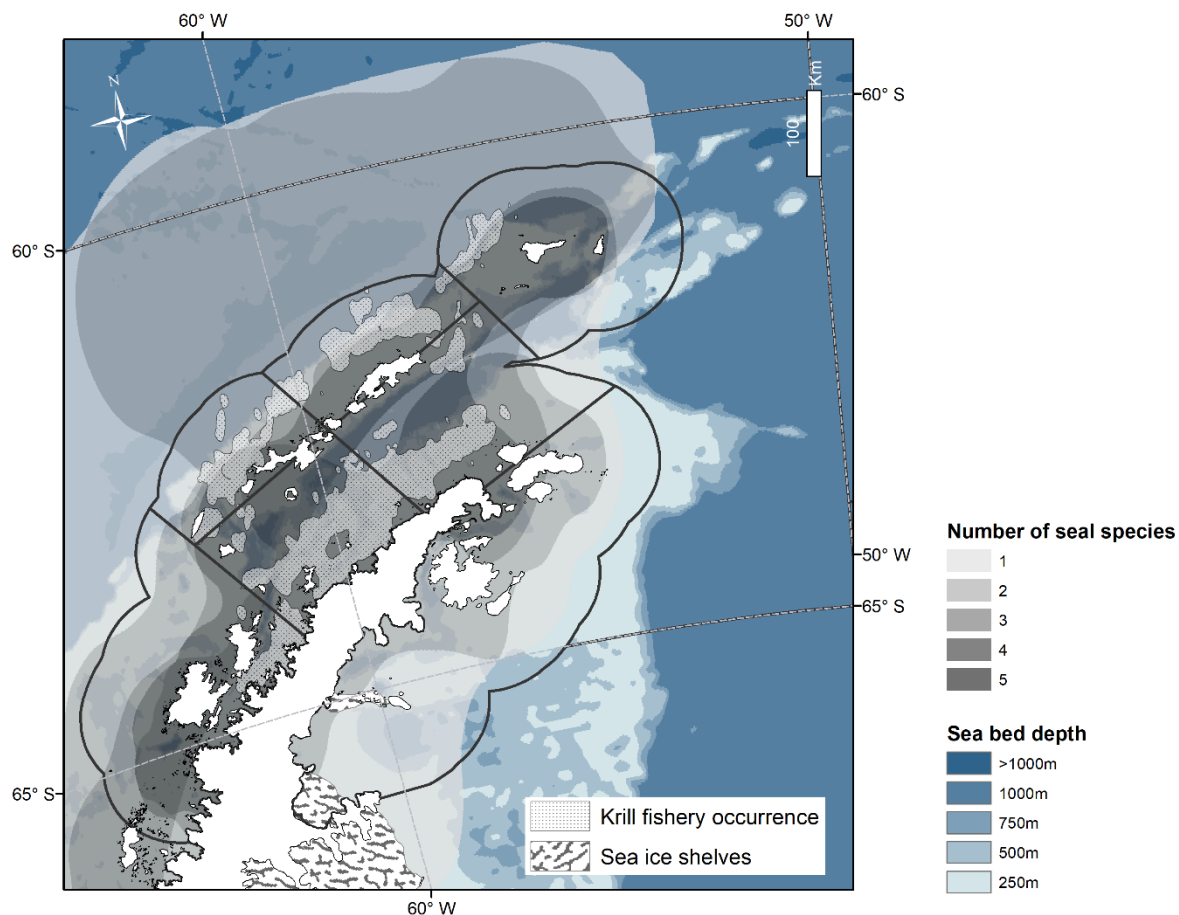 60° W
50° W
N
Km
100
60° S
60° S
50° W
65° S
65° S
60° W
Krill fishery occurrence
Sea ice shelves
Number of seal species
1
2
3
4
5
Sea bed depth
>1000m
1000m
750m
500m
250m